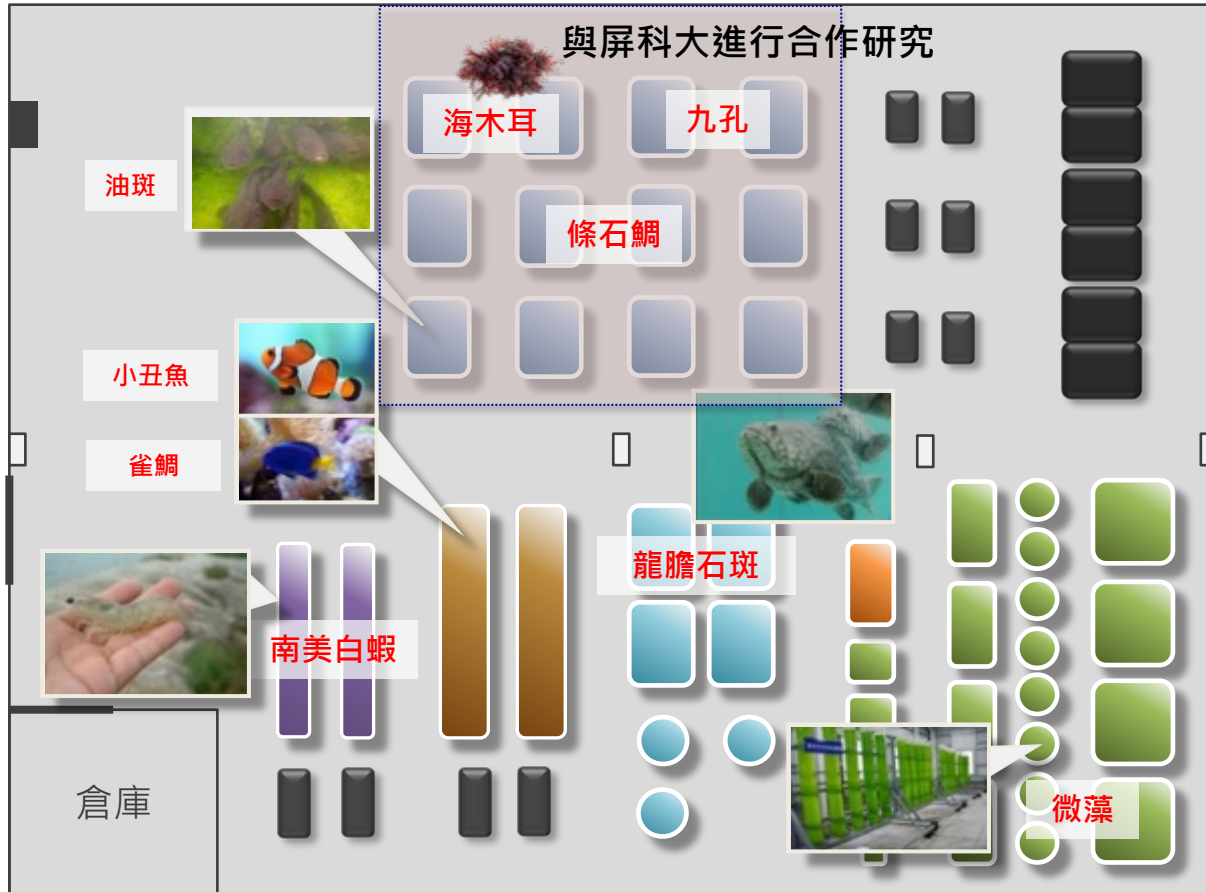 與屏科大進行合作研究
海木耳
九孔
油斑
條石鯛
小丑魚
雀鯛
龍膽石斑
南美白蝦
倉庫
微藻